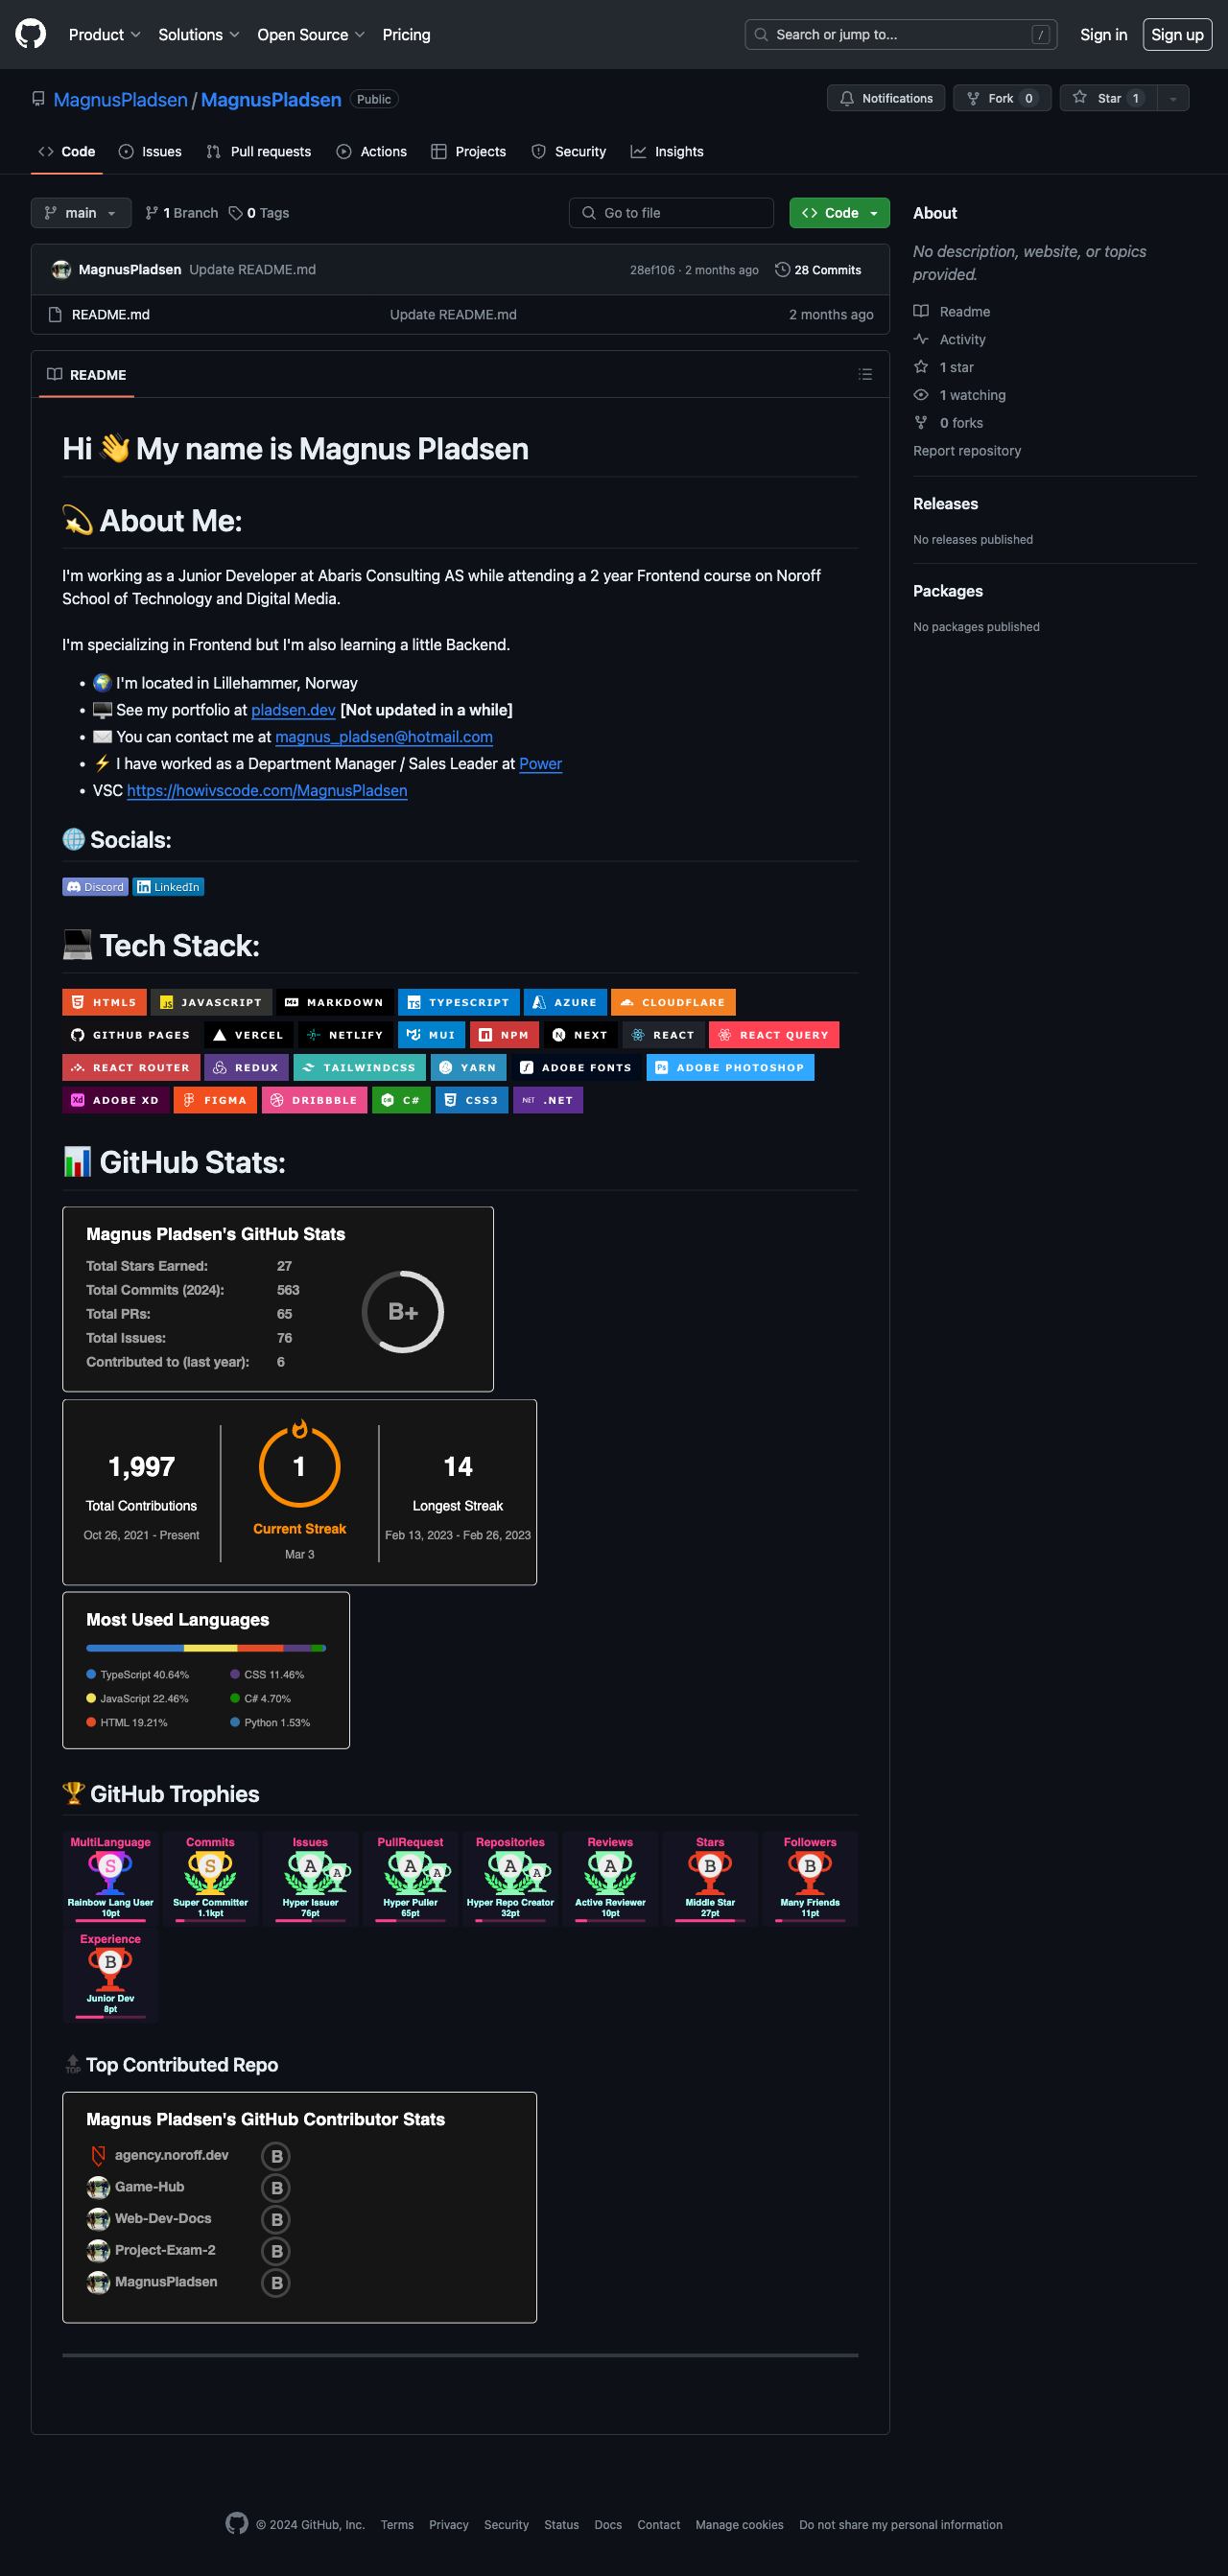 Product Solutions Open Source Pricing Search or jump to... / Sign in Sign up
MagnusPladsen / MagnusPladsen Public Notifications Fork 0 Star 1
Code Issues Pull requests Actions Projects Security Insights
main 1 Branch 0 Tags Go to file Code
MagnusPladsen Update README.md 28ef106 · 2 months ago 28 Commits
README.md Update README.md 2 months ago
README
Hi 👋 My name is Magnus Pladsen
💫 About Me:
I'm working as a Junior Developer at Abaris Consulting AS while attending a 2 year Frontend course on Noroff
School of Technology and Digital Media.
I'm specializing in Frontend but I'm also learning a little Backend.
• 🌍 I'm located in Lillehammer, Norway
• 🖥️ See my portfolio at pladsen.dev [Not updated in a while]
• ✉️ You can contact me at magnus_pladsen@hotmail.com
• ⚡ I have worked as a Department Manager / Sales Leader at Power
• VSC https://howivscode.com/MagnusPladsen
🌐 Socials:
Discord LinkedIn
💻 Tech Stack:
HTML5 JAVASCRIPT MARKDOWN TYPESCRIPT AZURE CLOUDFLARE
GITHUB PAGES VERCEL NETLIFY MUI NPM NEXT REACT REACT QUERY
REACT ROUTER REDUX TAILWINDCSS YARN ADOBE FONTS ADOBE PHOTOSHOP
ADOBE XD FIGMA DRIBBBLE C# CSS3 .NET
📊 GitHub Stats:
Magnus Pladsen's GitHub Stats
Total Stars Earned: 27
Total Commits (2024): 563
Total PRs: 65
Total Issues: 76
Contributed to (last year): 6
B+
1,997 1 14
Total Contributions Current Streak Longest Streak
Oct 26, 2021 - Present Mar 3 Feb 13, 2023 - Feb 26, 2023
Most Used Languages
TypeScript 40.64% CSS 11.46%
JavaScript 22.46% C# 4.70%
HTML 19.21% Python 1.53%
🏆 GitHub Trophies
MultiLanguage Commits Issues PullRequest Repositories Reviews Stars Followers
S S A A A A A A A B B
Rainbow Lang User Super Committer Hyper Issuer Hyper Puller Hyper Repo Creator Active Reviewer Middle Star Many Friends
10pt 1.1kpt 76pt 65pt 32pt 10pt 27pt 11pt
Experience
B
Junior Dev
8pt
🔝 Top Contributed Repo
Magnus Pladsen's GitHub Contributor Stats
agency.noroff.dev B
Game-Hub B
Web-Dev-Docs B
Project-Exam-2 B
MagnusPladsen B
About
No description, website, or topics
provided.
Readme
Activity
1 star
1 watching
0 forks
Report repository
Releases
No releases published
Packages
No packages published
© 2024 GitHub, Inc. Terms Privacy Security Status Docs Contact Manage cookies Do not share my personal information